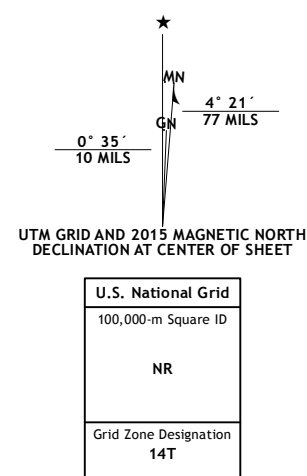 ★
MN
4° 21´
77 MILS
GN
0° 35´
10 MILS
UTM GRID AND 2015 MAGNETIC NORTH
DECLINATION AT CENTER OF SHEET
U.S. National Grid
100,000-m Square ID
NR
Grid Zone Designation
14T